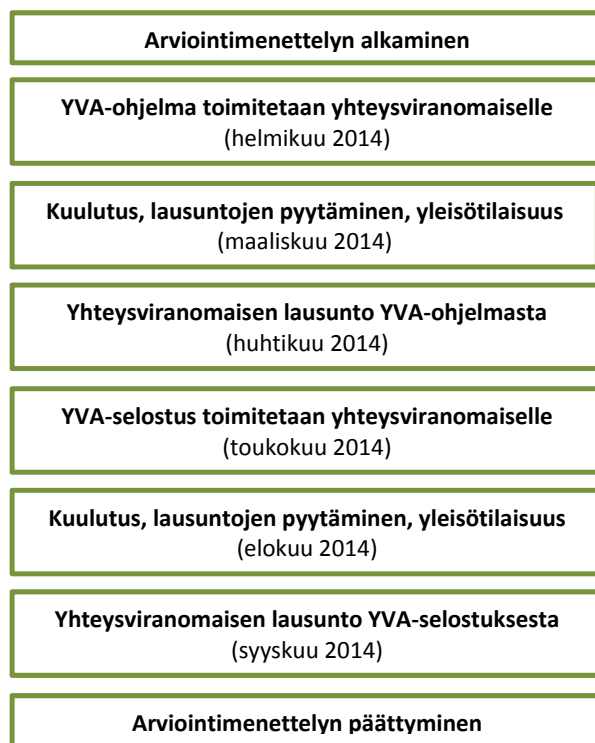 Arviointimenettelyn alkaminen
YVA-ohjelma toimitetaan yhteysviranomaiselle
(helmikuu 2014)
Kuulutus, lausuntojen pyytäminen, yleisötilaisuus
(maaliskuu 2014)
Yhteysviranomaisen lausunto YVA-ohjelmasta
(huhtikuu 2014)
YVA-selostus toimitetaan yhteysviranomaiselle
(toukokuu 2014)
Kuulutus, lausuntojen pyytäminen, yleisötilaisuus
(elokuu 2014)
Yhteysviranomaisen lausunto YVA-selostuksesta
(syyskuu 2014)
Arviointimenettelyn päättyminen